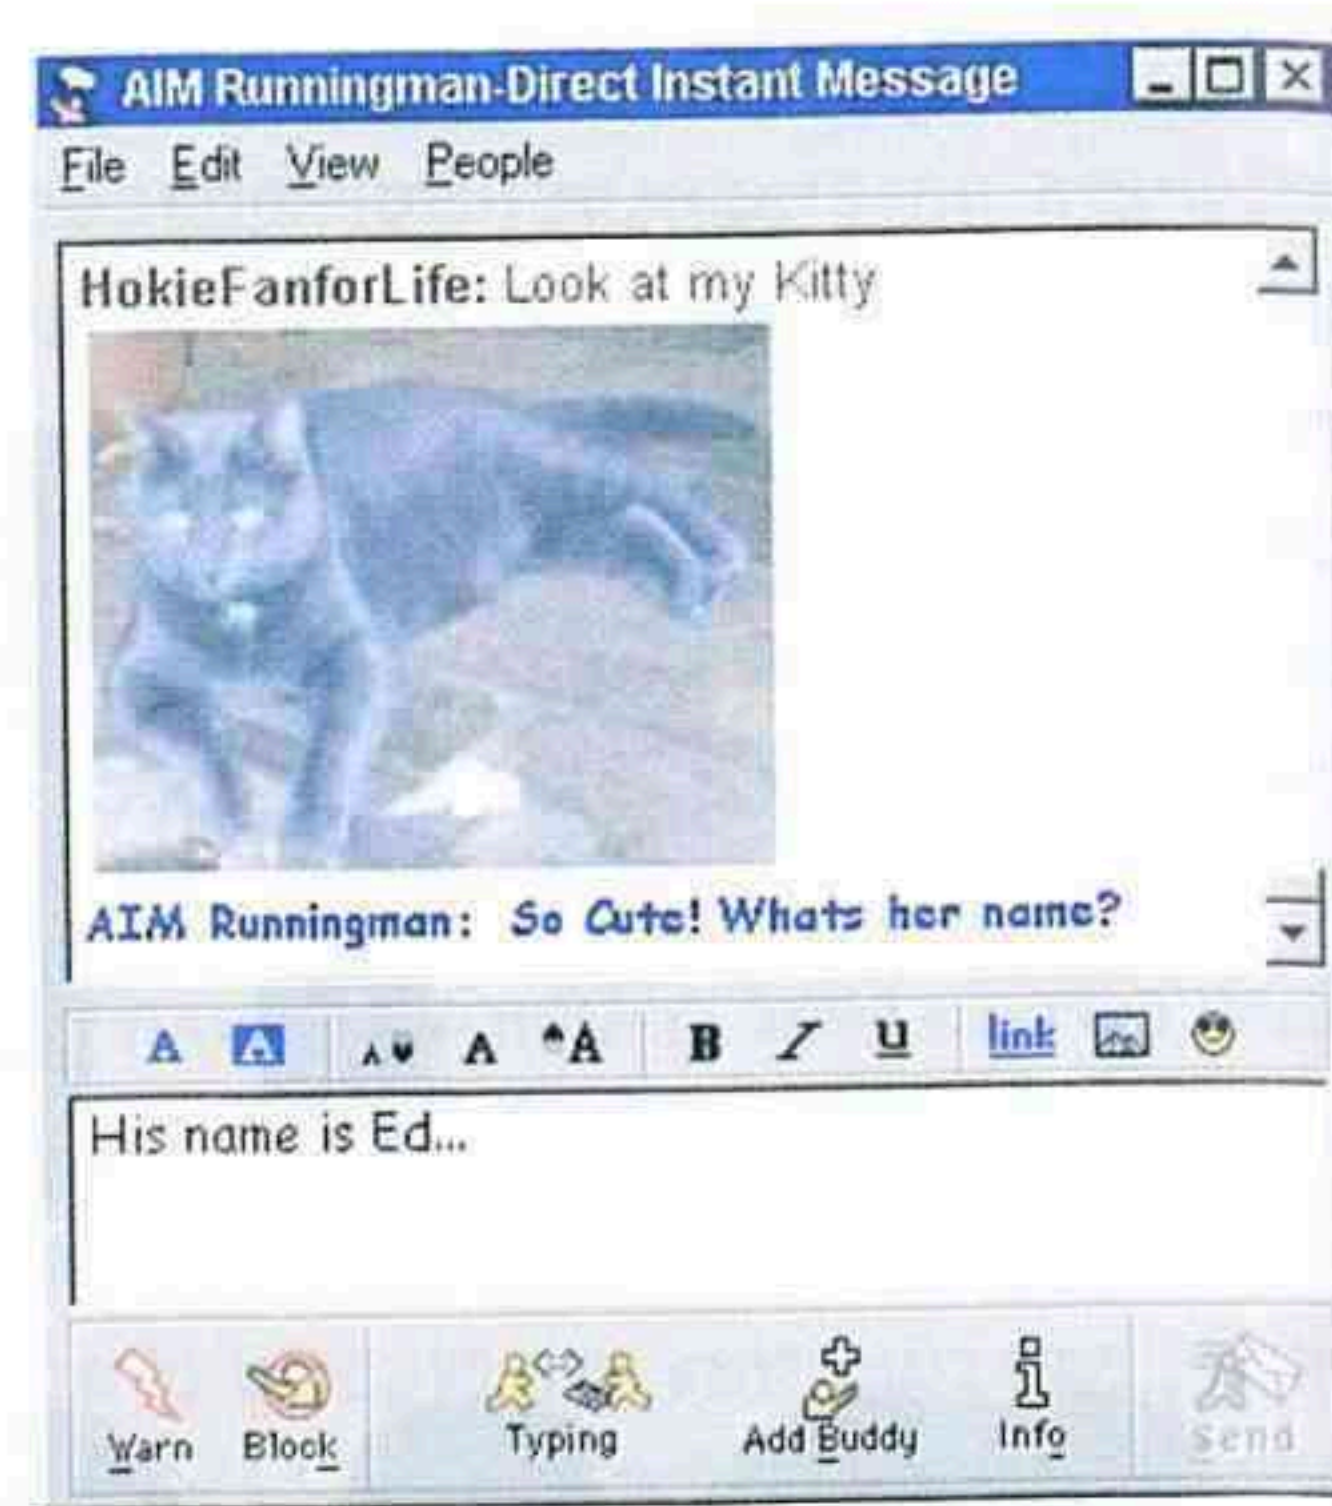 AIM Runningman-Direct Instant Message
File Edit View People
HokieFanforLife: Look at my Kitty
AIM Runningman: So Cute! Whats her name?
A A A A A B I U link
His name is Ed...
Warn Block Typing Add Buddy Info Send